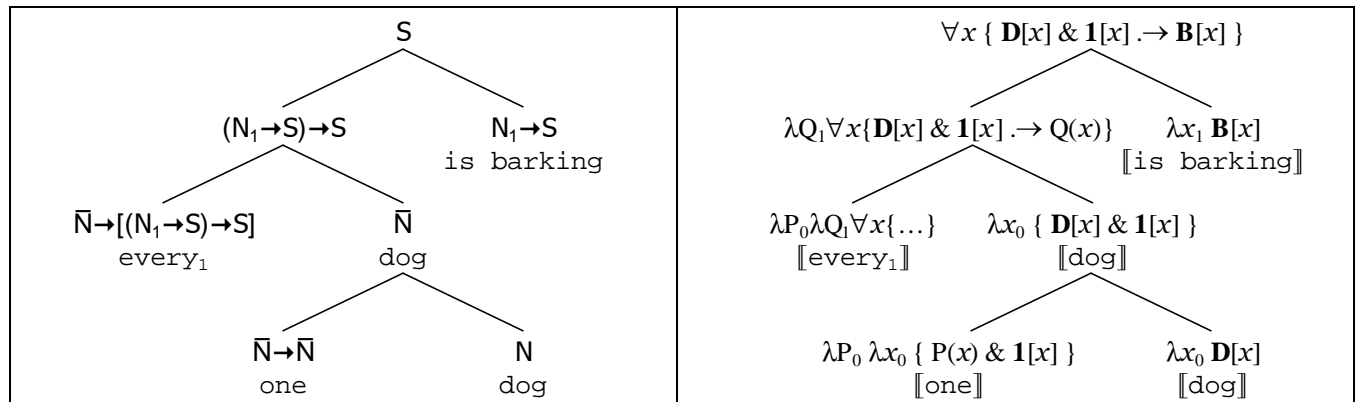 S
(N₁→S)→S N₁→S
is barking
N̄→[(N₁→S)→S] N̄
every₁ dog
N̄→N̄ N
one dog
∀x { D[x] & 1[x] .→ B[x] }
λQ₁∀x{D[x] & 1[x] .→ Q(x)} λx₁ B[x]
⟦is barking⟧
λP₀λQ₁∀x{…} λx₀ { D[x] & 1[x] }
⟦every₁⟧ ⟦dog⟧
λP₀ λx₀ { P(x) & 1[x] } λx₀ D[x]
⟦one⟧ ⟦dog⟧